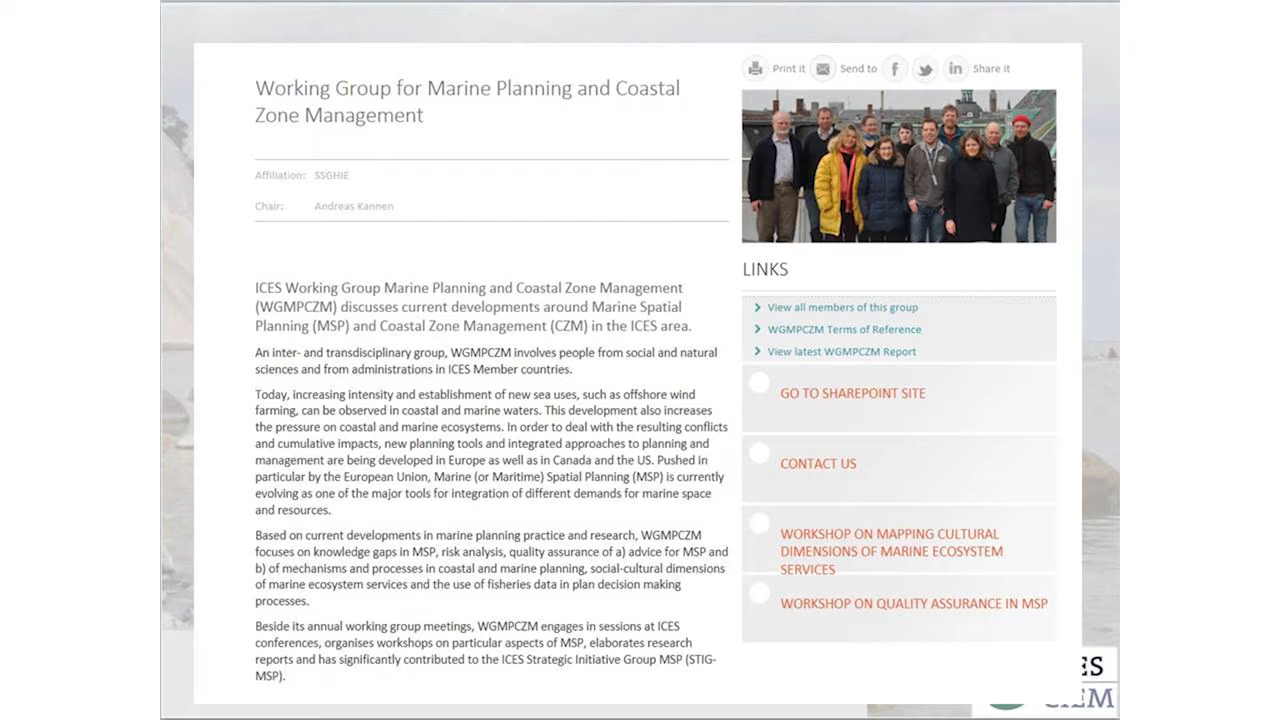 Working Group for Marine Planning and Coastal
Zone Management
Affiliation: SSGHIE
Chair: Andreas Kannen
ICES Working Group Marine Planning and Coastal Zone Management
(WGMPCZM) discusses current developments around Marine Spatial
Planning (MSP) and Coastal Zone Management (CZM) in the ICES area.
An inter- and transdisciplinary group, WGMPCZM involves people from social and natural
sciences and from administrations in ICES Member countries.
Today, increasing intensity and establishment of new sea uses, such as offshore wind
farming, can be observed in coastal and marine waters. This development also increases
the pressure on coastal and marine ecosystems. In order to deal with the resulting conflicts
and cumulative impacts, new planning tools and integrated approaches to planning and
management are being developed in Europe as well as in Canada and the US. Pushed in
particular by the European Union, Marine (or Maritime) Spatial Planning (MSP) is currently
evolving as one of the major tools for integration of different demands for marine space
and resources.
Based on current developments in marine planning practice and research, WGMPCZM
focuses on knowledge gaps in MSP, risk analysis, quality assurance of a) advice for MSP and
b) of mechanisms and processes in coastal and marine planning, social-cultural dimensions
of marine ecosystem services and the use of fisheries data in plan decision making
processes.
Beside its annual working group meetings, WGMPCZM engages in sessions at ICES
conferences, organises workshops on particular aspects of MSP, elaborates research
reports and has significantly contributed to the ICES Strategic Initiative Group MSP (STIG-
MSP).
Print it Send to f in Share it
LINKS
View all members of this group
WGMPCZM Terms of Reference
View latest WGMPCZM Report
GO TO SHAREPOINT SITE
CONTACT US
WORKSHOP ON MAPPING CULTURAL
DIMENSIONS OF MARINE ECOSYSTEM
SERVICES
WORKSHOP ON QUALITY ASSURANCE IN MSP
ES
CIEM